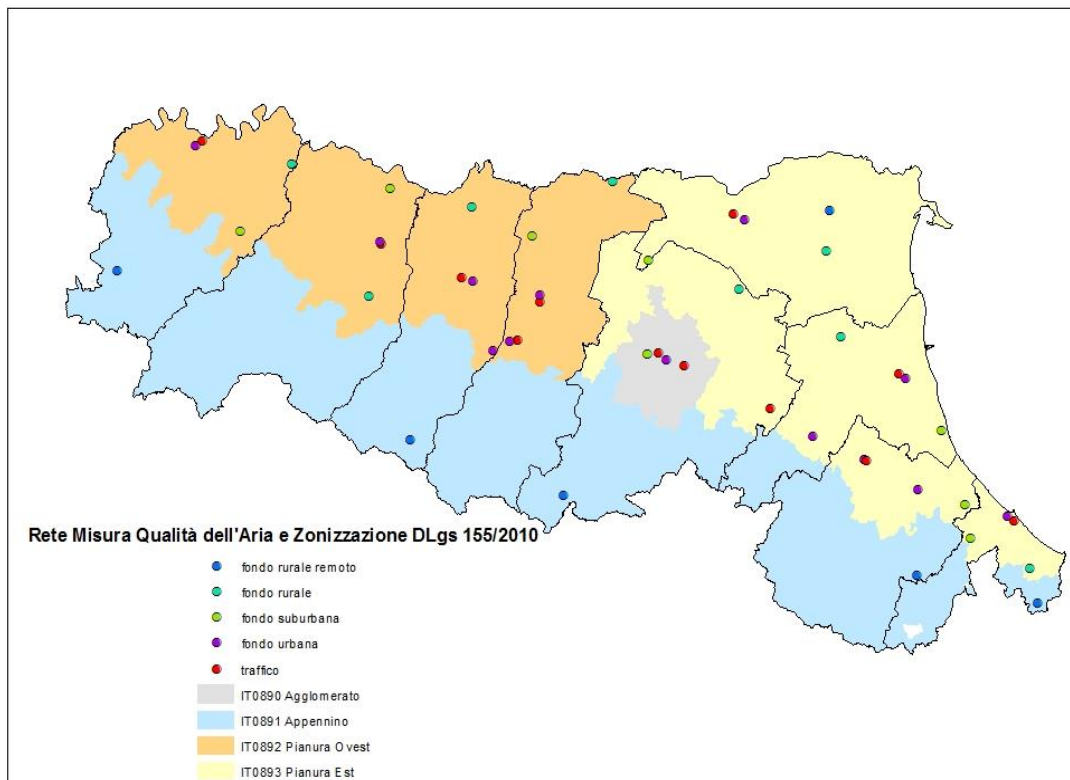 Rete Misura Qualità dell'Aria e Zonizzazione DLgs 155/2010
fondo rurale remoto
fondo rurale
fondo suburbana
fondo urbana
traffico
IT0890 Agglomerato
IT0891 Appennino
IT0892 Pianura Ovest
IT0893 Pianura Est